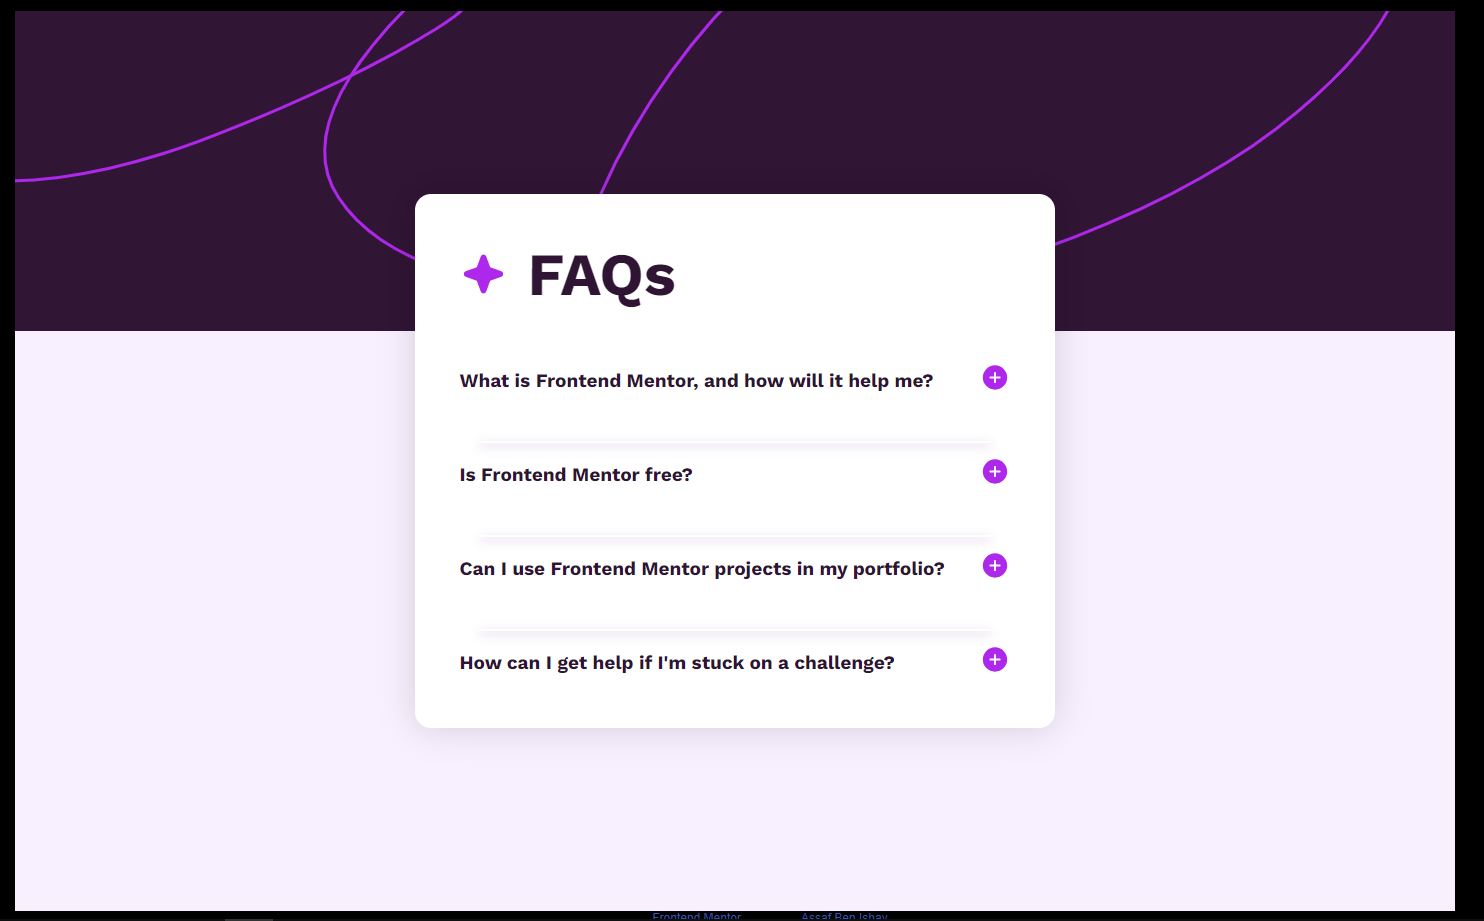 FAQs
What is Frontend Mentor, and how will it help me?
Is Frontend Mentor free?
Can I use Frontend Mentor projects in my portfolio?
How can I get help if I'm stuck on a challenge?
Frontend Mentor Assaf Ben Ishay